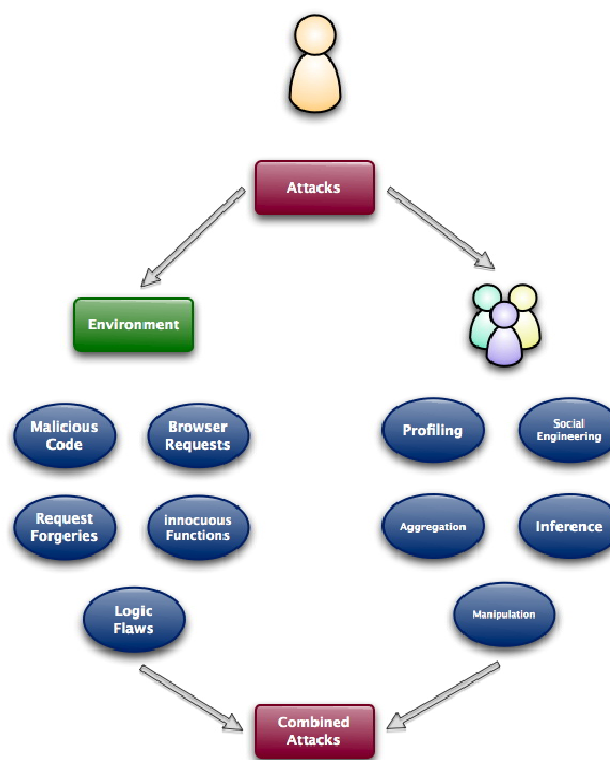 Attacks
Environment
Malicious
Code
Browser
Requests
Profiling
Social
Engineering
Request
Forgeries
innocuous
Functions
Aggregation
Inference
Logic
Flaws
Manipulation
Combined
Attacks